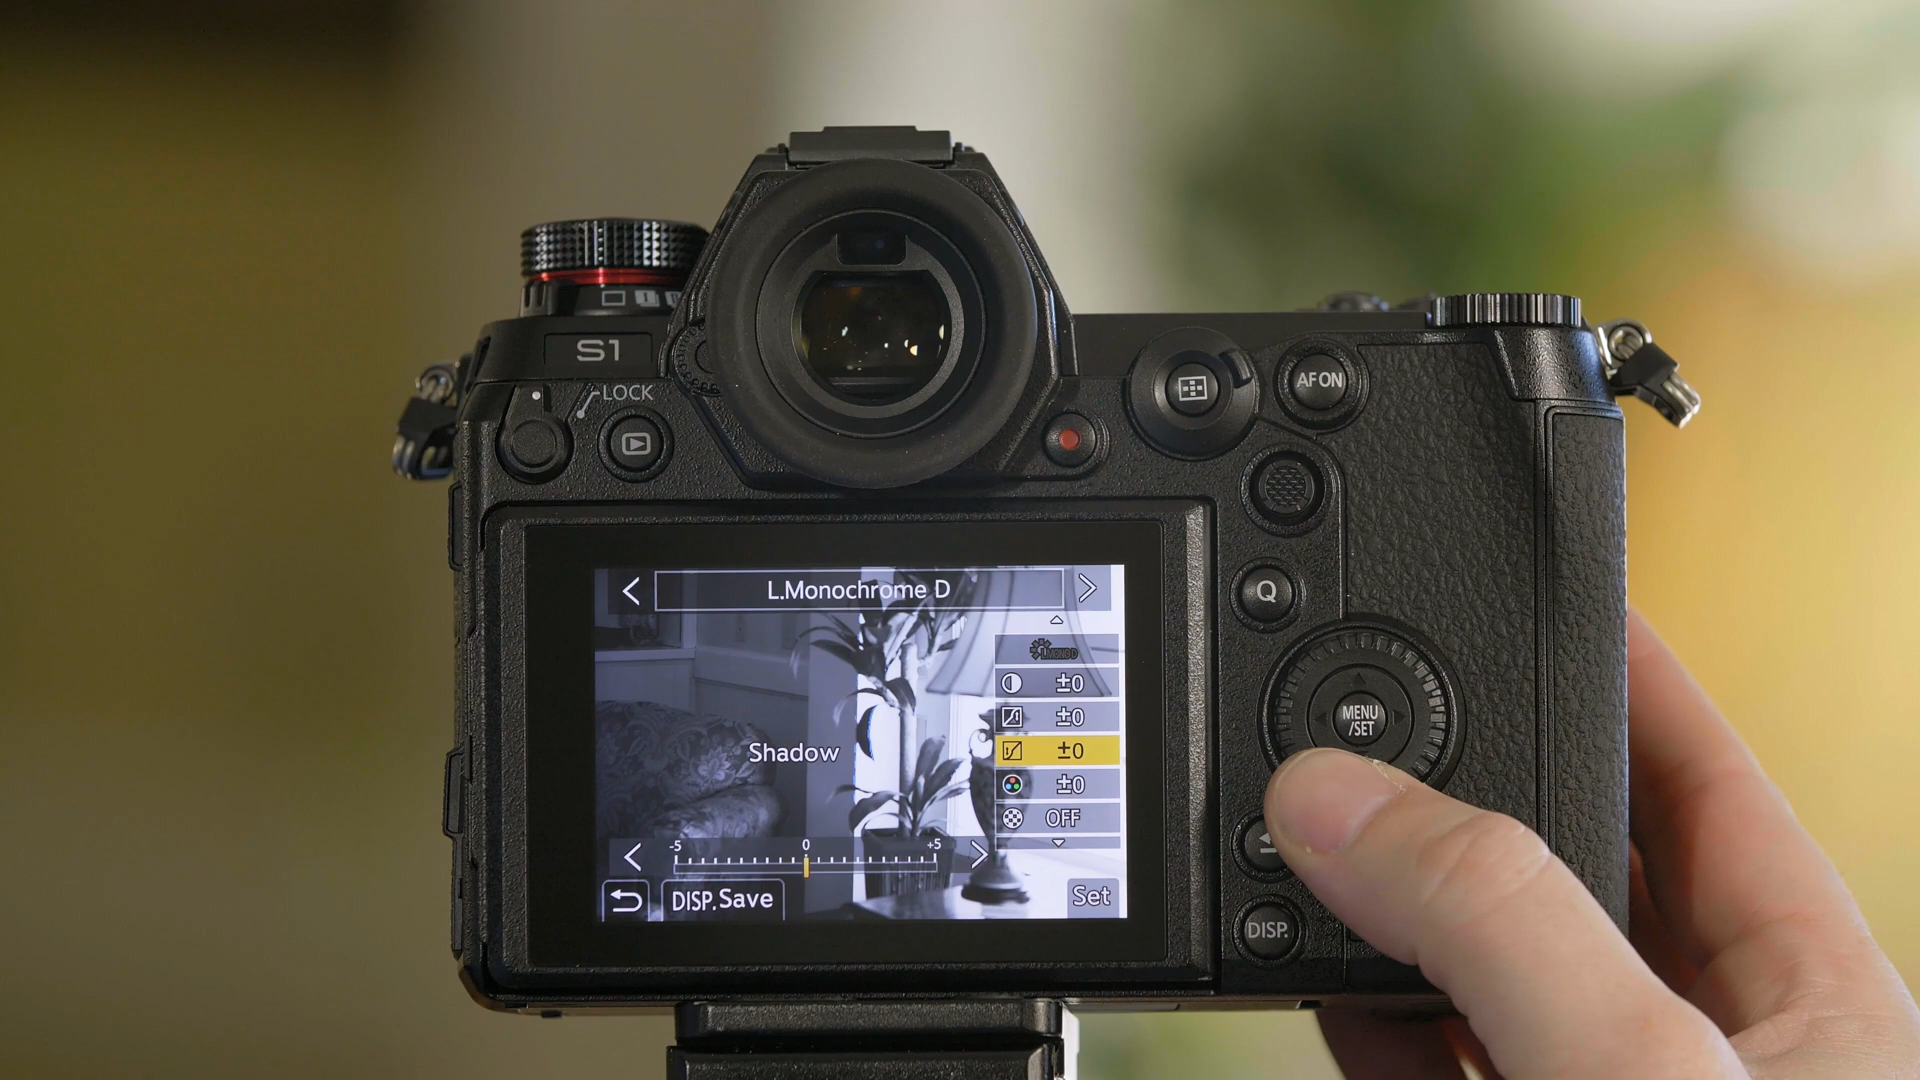 S1
LOCK
AF ON
L.Monochrome D
L.MONO D
±0
±0
Shadow
±0
±0
OFF
-5 0 +5
DISP.Save
Set
Q
MENU
/SET
DISP.